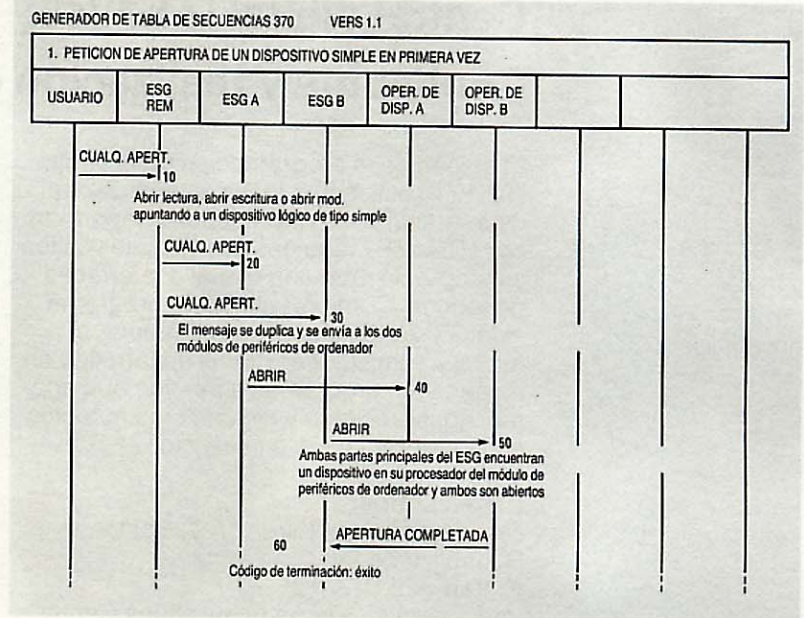 GENERADOR DE TABLA DE SECUENCIAS 370 VERS 1.1
1. PETICION DE APERTURA DE UN DISPOSITIVO SIMPLE EN PRIMERA VEZ
USUARIO
ESG
REM
ESG A
ESG B
OPER. DE
DISP. A
OPER. DE
DISP. B
CUALQ. APERT.
10
Abrir lectura, abrir escritura o abrir mod.
apuntando a un dispositivo lógico de tipo simple
CUALQ. APERT.
20
CUALQ. APERT.
30
El mensaje se duplica y se envía a los dos
módulos de periféricos de ordenador
ABRIR
40
ABRIR
50
Ambas partes principales del ESG encuentran
un dispositivo en su procesador del módulo de
periféricos de ordenador y ambos son abiertos
APERTURA COMPLETADA
60
Código de terminación: éxito